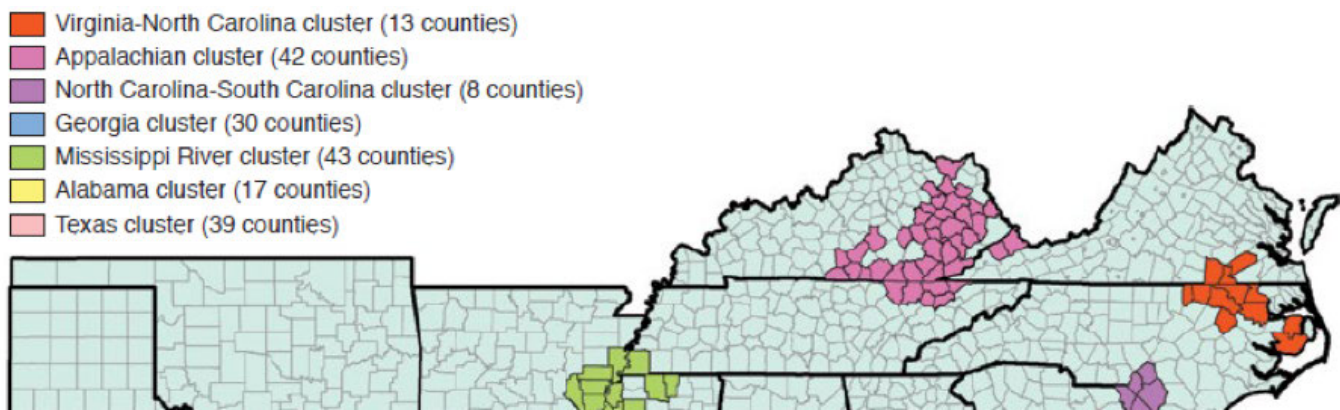 Virginia-North Carolina cluster (13 counties)
Appalachian cluster (42 counties)
North Carolina-South Carolina cluster (8 counties)
Georgia cluster (30 counties)
Mississippi River cluster (43 counties)
Alabama cluster (17 counties)
Texas cluster (39 counties)